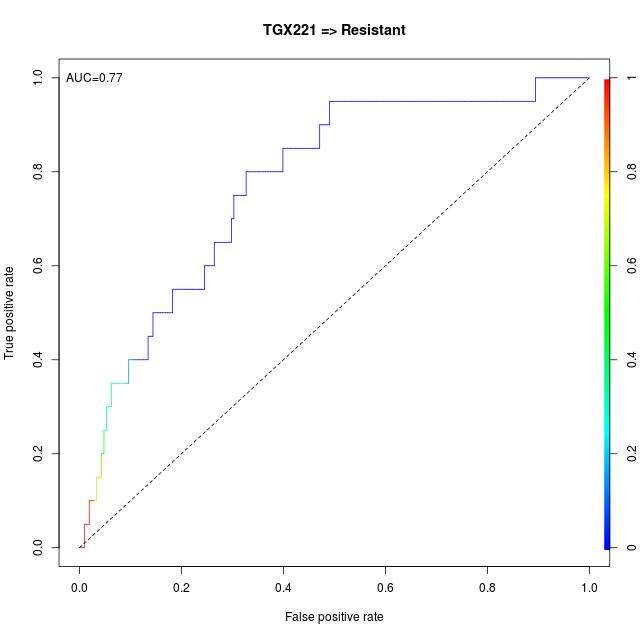 TGX221 => Resistant
AUC=0.77
True positive rate
1.0
0.8
0.6
0.4
0.2
0.0
0.0 0.2 0.4 0.6 0.8 1.0
False positive rate
1
0.8
0.6
0.4
0.2
0